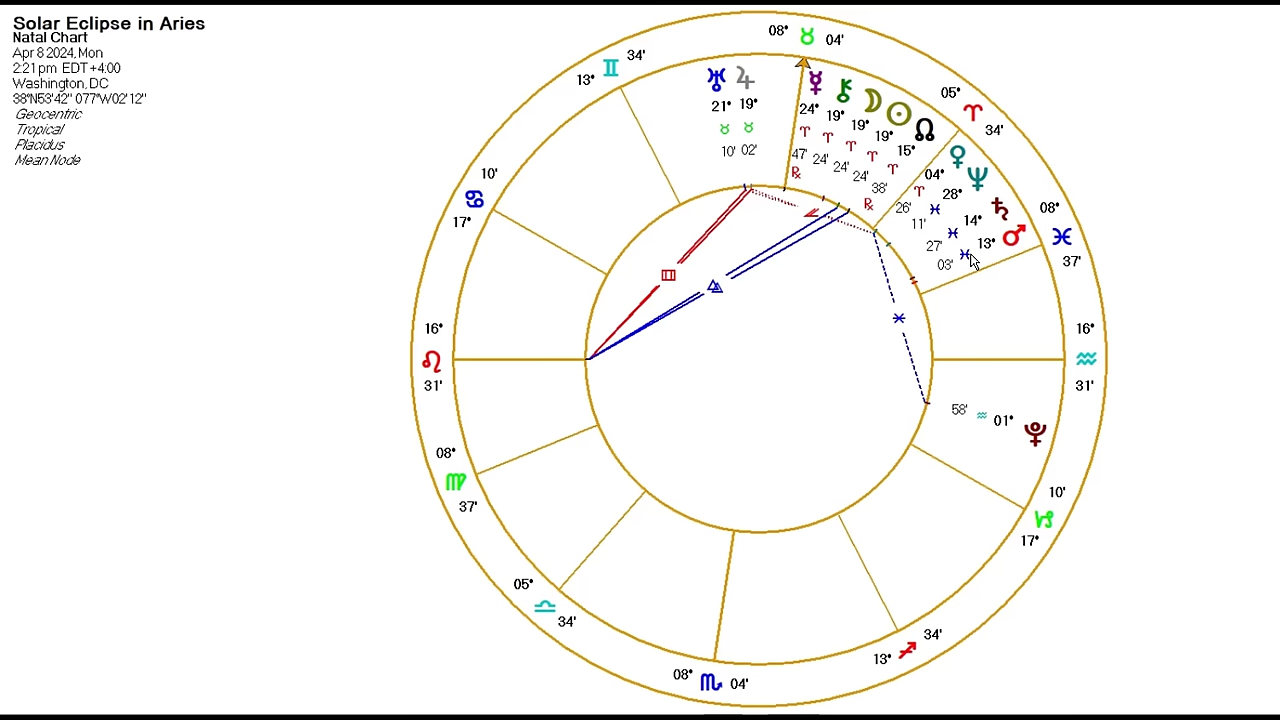 Solar Eclipse in Aries
Natal Chart
Apr 8 2024, Mon
2:21 pm EDT +4:00
Washington, DC
38°N53'42" 077°W02'12"
Geocentric
Tropical
Placidus
Mean Node
08° ♉ 04'
13° ♊ 34'
05° ♈ 34'
♅ ♃
21° 19°
♉ ♉
10' 02'
☿ ⚷ ☽ ☉ ☊
24° 19° 19° 19° 15°
♈ ♈ ♈ ♈ ♈
47' 24' 24' 24' 38'
℞ ℞
♀ ♆ ♄ ♂
04° 28° 14° 13°
♈ ♓ ♓ ♓
26' 11' 27' 03'
10' ♋ 17°
08° ♓ 37'
16° ♌ 31'
16° ♒ 31'
58' ♒ 01° ♇
08° ♍ 37'
10' ♑ 17°
05° ♎ 34'
13° ♐ 34'
08° ♏ 04'